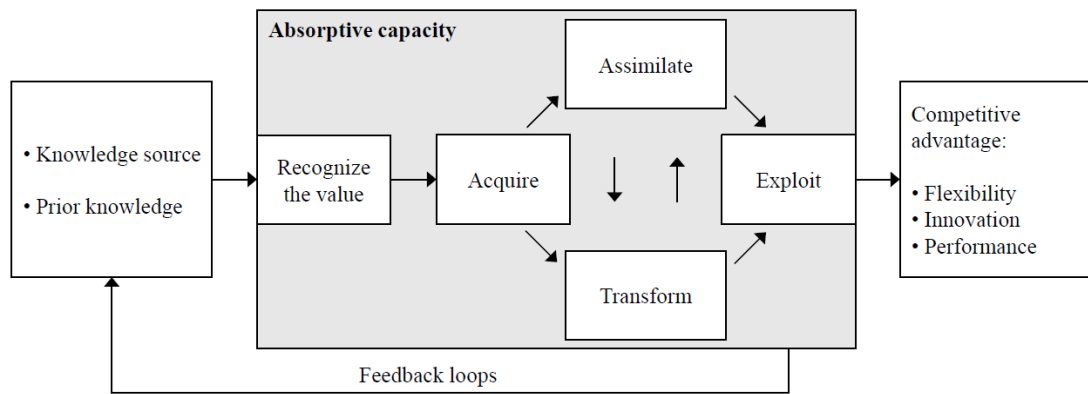 Absorptive capacity
• Knowledge source
• Prior knowledge
Recognize
the value
Acquire
Assimilate
Transform
Exploit
Competitive
advantage:
• Flexibility
• Innovation
• Performance
Feedback loops